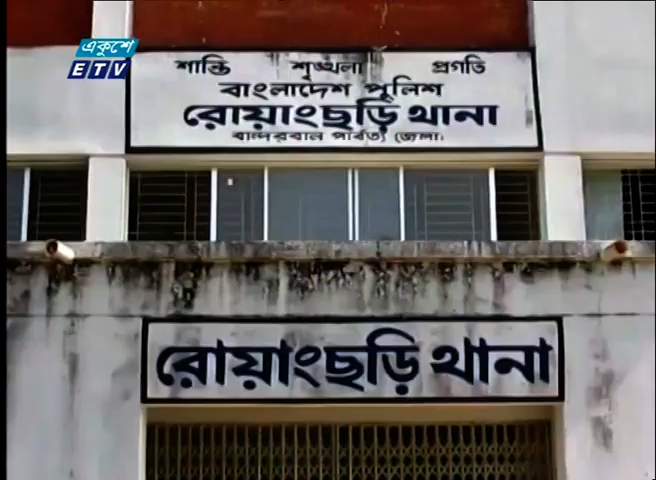 একুশে
ETV
শান্তি শৃঙ্খলা প্রগতি
বাংলাদেশ পুলিশ
রোয়াংছড়ি থানা
বান্দরবান পার্বত্য জেলা।
রোয়াংছড়ি থানা